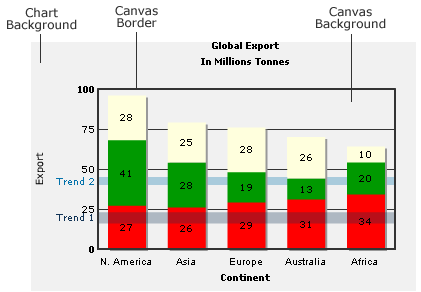 Chart
Background
Canvas
Border
Canvas
Background
Global Export
In Millions Tonnes
100
75
50
25
0
Export
Trend 2
Trend 1
28
41
27
25
28
26
28
19
29
26
13
31
10
20
34
N. America
Asia
Europe
Australia
Africa
Continent